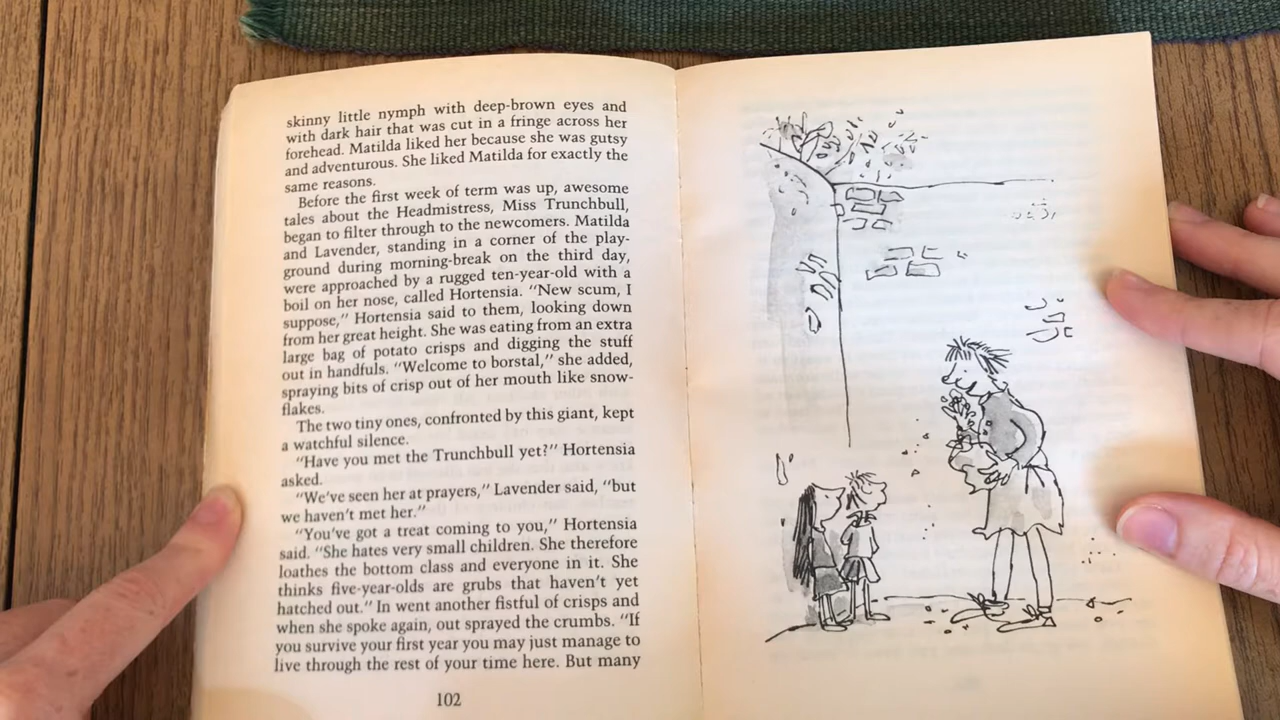 skinny little nymph with deep-brown eyes and
with dark hair that was cut in a fringe across her
forehead. Matilda liked her because she was gutsy
and adventurous. She liked Matilda for exactly the
same reasons.
Before the first week of term was up, awesome
tales about the Headmistress, Miss Trunchbull,
began to filter through to the newcomers. Matilda
and Lavender, standing in a corner of the play-
ground during morning-break on the third day,
were approached by a rugged ten-year-old with a
boil on her nose, called Hortensia. “New scum, I
suppose,” Hortensia said to them, looking down
from her great height. She was eating from an extra
large bag of potato crisps and digging the stuff
out in handfuls. “Welcome to borstal,” she added,
spraying bits of crisp out of her mouth like snow-
flakes.
The two tiny ones, confronted by this giant, kept
a watchful silence.
“Have you met the Trunchbull yet?” Hortensia
asked.
“We’ve seen her at prayers,” Lavender said, “but
we haven’t met her.”
“You’ve got a treat coming to you,” Hortensia
said. “She hates very small children. She therefore
loathes the bottom class and everyone in it. She
thinks five-year-olds are grubs that haven’t yet
hatched out.” In went another fistful of crisps and
when she spoke again, out sprayed the crumbs. “If
you survive your first year you may just manage to
live through the rest of your time here. But many
102